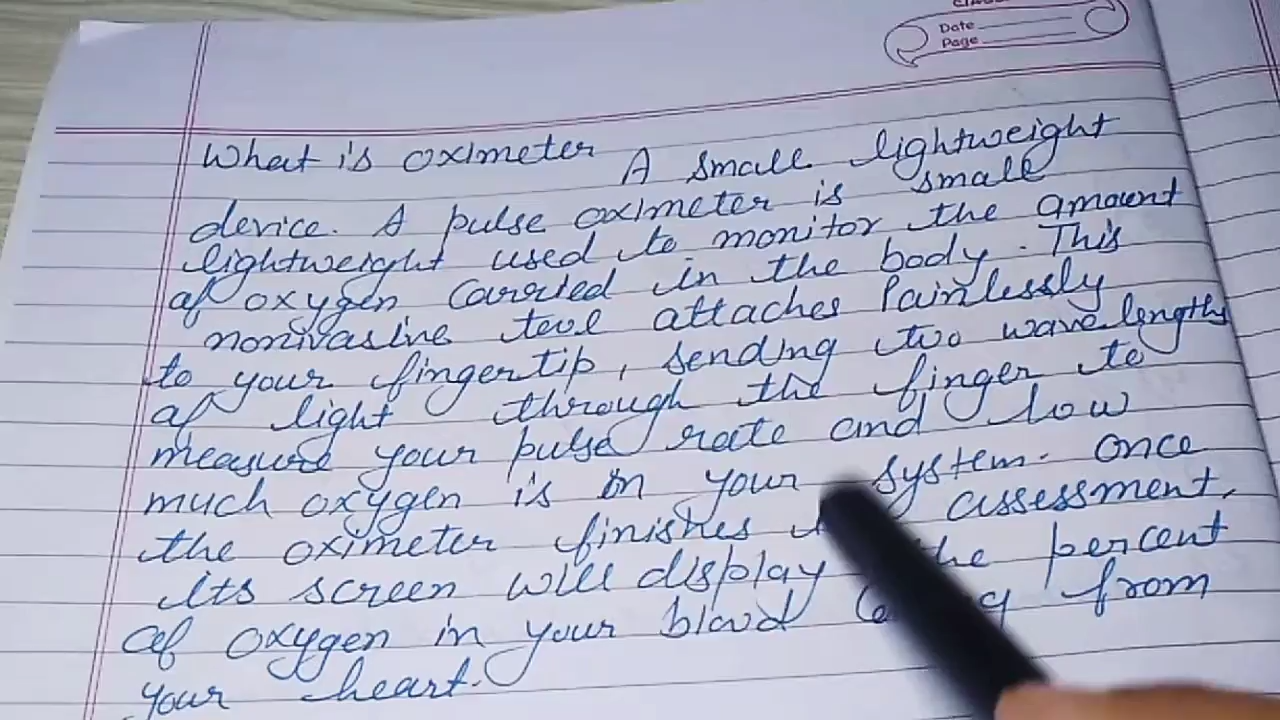 Date
Page
What is oximeter A small lightweight
device. A pulse oximeter is small
lightweight used to monitor the amount
of oxygen carried in the body. This
nonivasine tool attaches Painlessly
to your fingertip, sending two wavelengths
of light through the finger to
measure your pulse rate and how
much oxygen is in your system. Once
the oximeter finishes assessment,
its screen will display the percent
of oxygen in your blood from
your heart.